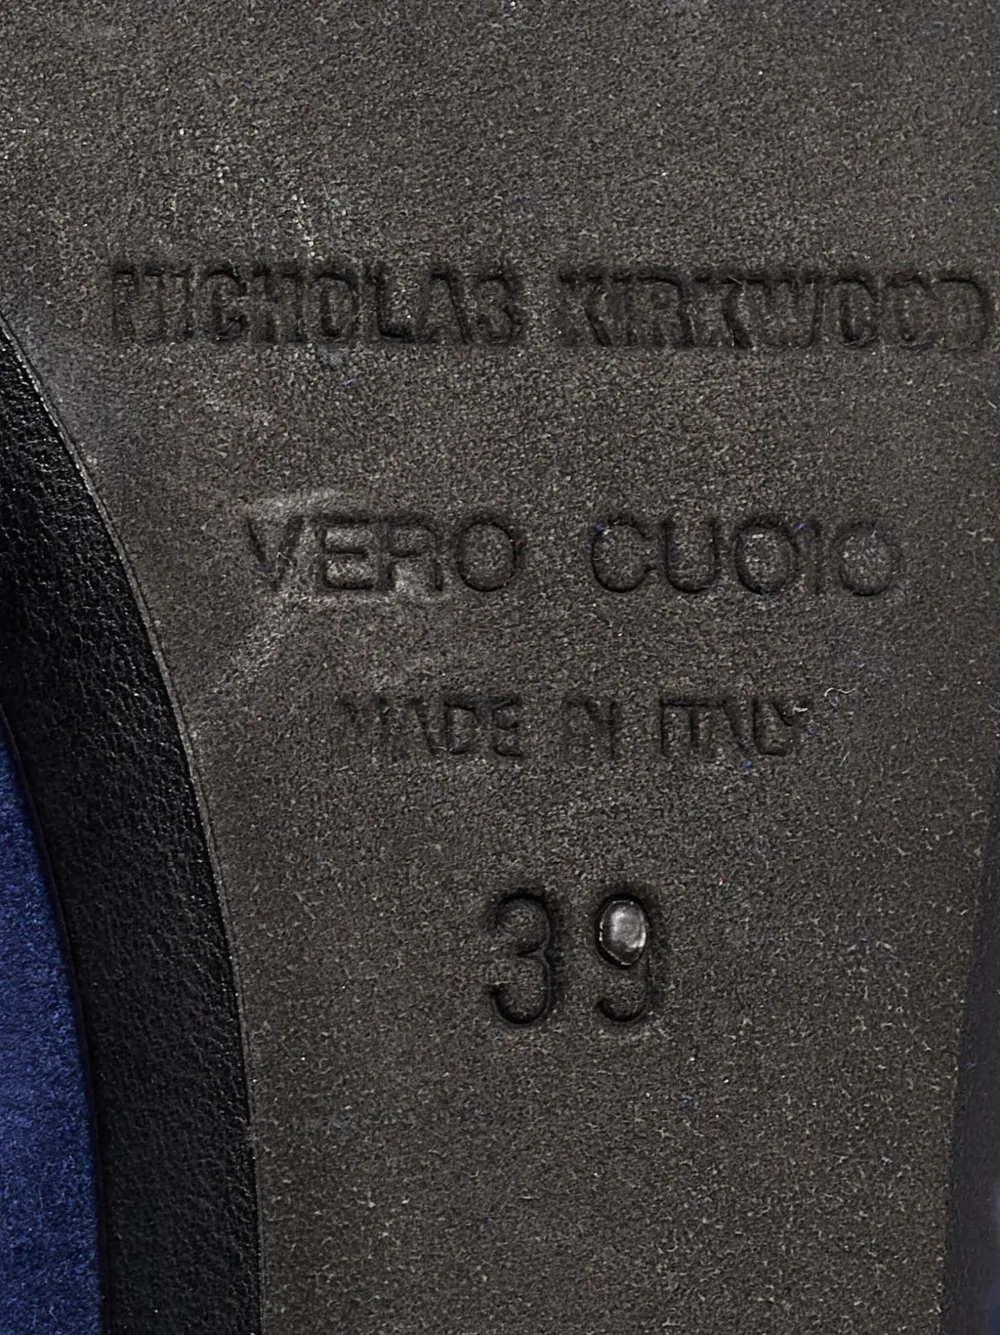 NICHOLAS KIRKWOOD
VERO CUOIO
MADE IN ITALY
39